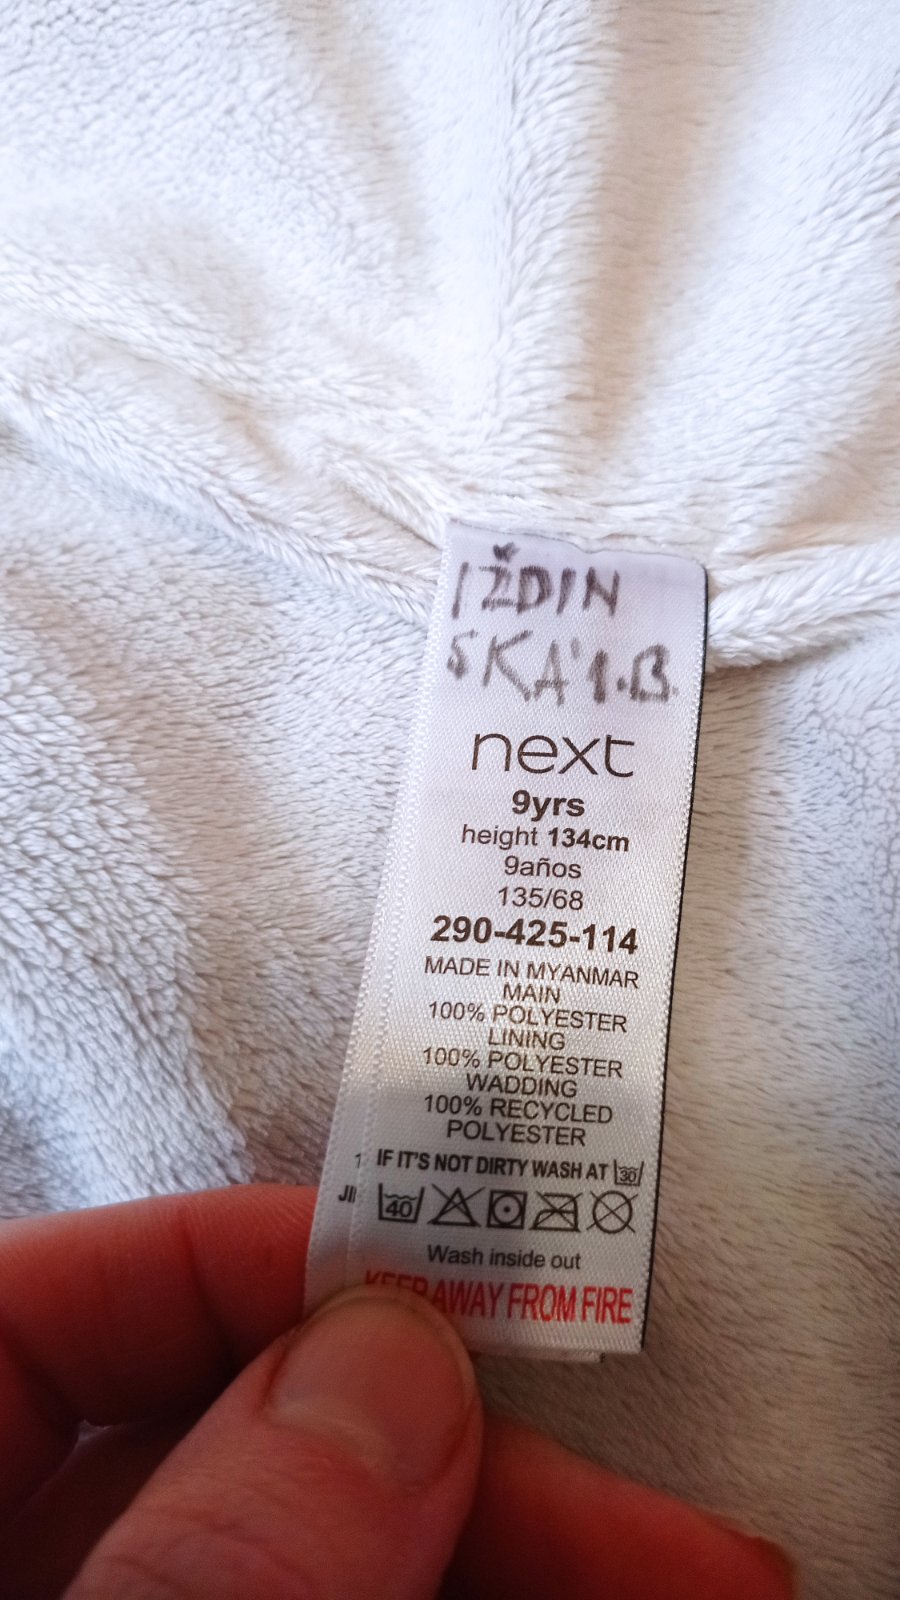 IŽDIN
SKÁ 1.B.
next
9yrs
height 134cm
9años
135/68
290-425-114
MADE IN MYANMAR
MAIN
100% POLYESTER
LINING
100% POLYESTER
WADDING
100% RECYCLED
POLYESTER
IF IT'S NOT DIRTY WASH AT 30
40
Wash inside out
KEEP AWAY FROM FIRE